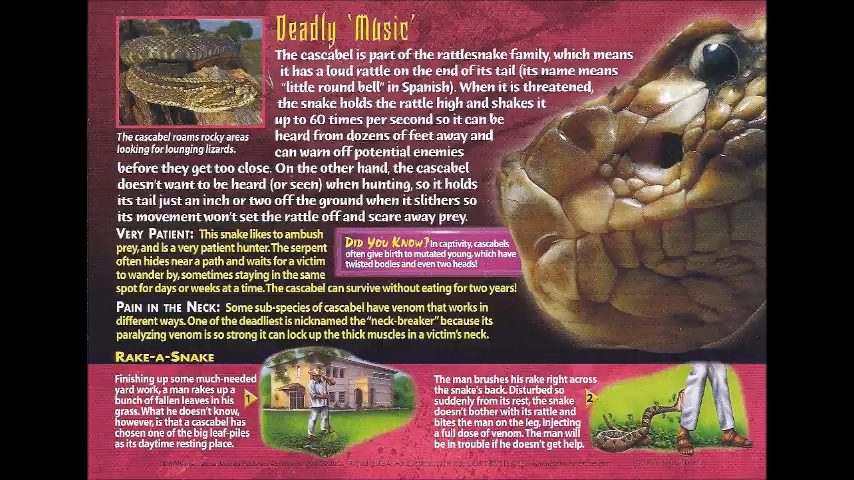 Deadly 'Music'
The cascabel is part of the rattlesnake family, which means
it has a loud rattle on the end of its tail (its name means
"little round bell" in Spanish). When it is threatened,
the snake holds the rattle high and shakes it
up to 60 times per second so it can be
heard from dozens of feet away and
can warn off potential enemies
before they get too close. On the other hand, the cascabel
doesn't want to be heard (or seen) when hunting, so it holds
its tail just an inch or two off the ground when it slithers so
its movement won't set the rattle off and scare away prey.
The cascabel roams rocky areas
looking for lounging lizards.
VERY PATIENT: This snake likes to ambush
prey, and is a very patient hunter. The serpent
often hides near a path and waits for a victim
to wander by, sometimes staying in the same
spot for days or weeks at a time. The cascabel can survive without eating for two years!
Did You Know? In captivity, cascabels
often give birth to mutated young, which have
twisted bodies and even two heads!
PAIN IN THE NECK: Some sub-species of cascabel have venom that works in
different ways. One of the deadliest is nicknamed the "neck-breaker" because its
paralyzing venom is so strong it can lock up the thick muscles in a victim's neck.
RAKE-A-SNAKE
Finishing up some much-needed
yard work, a man rakes up a
bunch of fallen leaves in his
grass. What he doesn't know,
however, is that a cascabel has
chosen one of the big leaf-piles
as its daytime resting place.
1
The man brushes his rake right across
the snake's back. Disturbed so
suddenly from its rest, the snake
doesn't bother with its rattle and
bites the man on the leg, injecting
a full dose of venom. The man will
be in trouble if he doesn't get help.
2